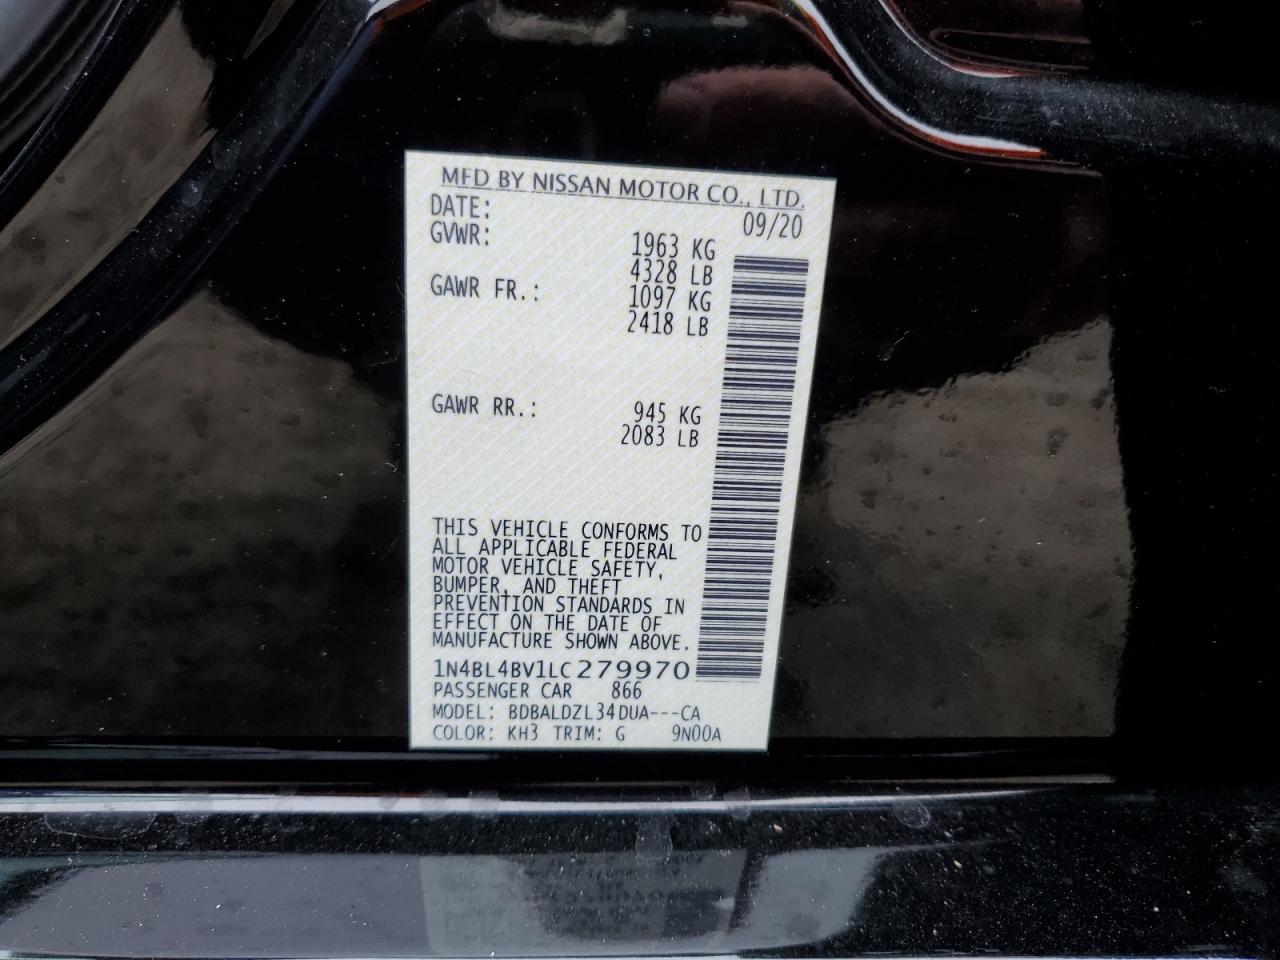 MFD BY NISSAN MOTOR CO., LTD.
DATE: 09/20
GVWR: 1963 KG
4328 LB
GAWR FR.: 1097 KG
2418 LB
GAWR RR.: 945 KG
2083 LB
THIS VEHICLE CONFORMS TO
ALL APPLICABLE FEDERAL
MOTOR VEHICLE SAFETY,
BUMPER, AND THEFT
PREVENTION STANDARDS IN
EFFECT ON THE DATE OF
MANUFACTURE SHOWN ABOVE.
1N4BL4BV1LC279970
PASSENGER CAR 866
MODEL: BDBALDZL34DUA---CA
COLOR: KH3 TRIM: G 9N00A